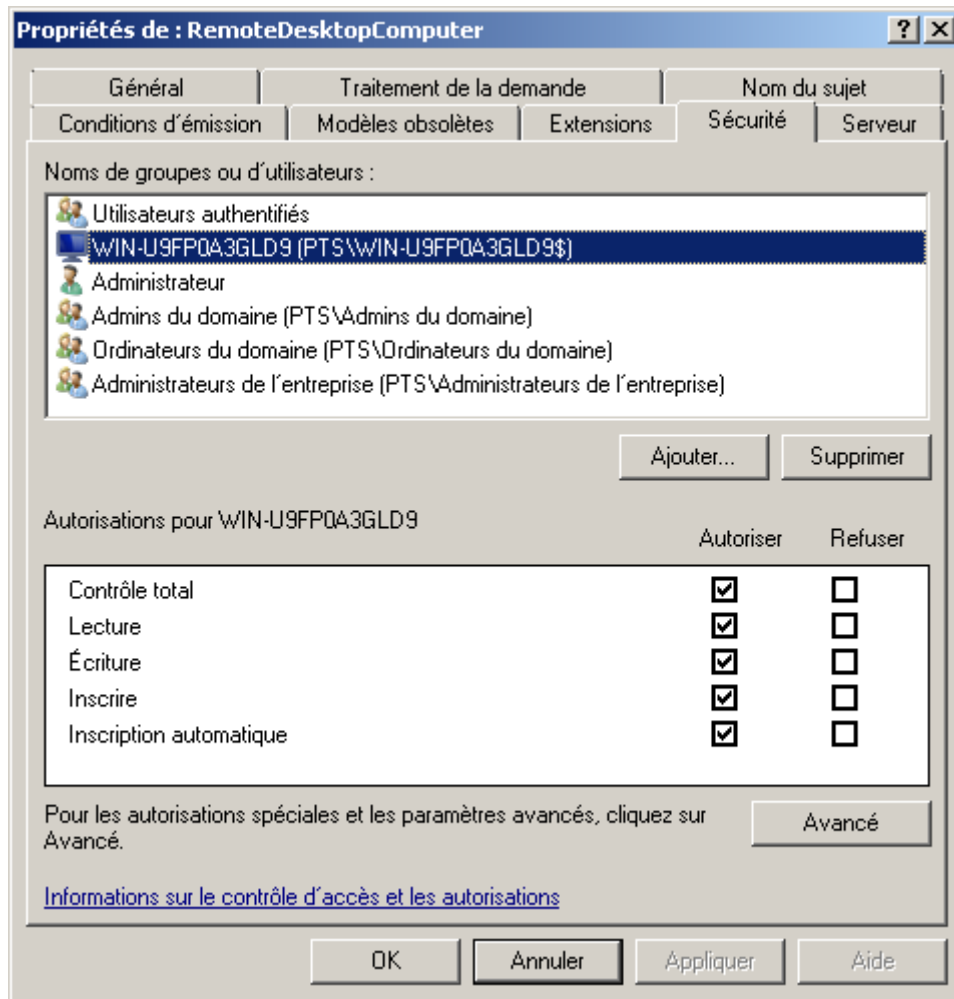 Propriétés de : RemoteDesktopComputer
Général Traitement de la demande Nom du sujet
Conditions d'émission Modèles obsolètes Extensions Sécurité Serveur
Noms de groupes ou d'utilisateurs :
Utilisateurs authentifiés
WIN-U9FP0A3GLD9 (PTS\WIN-U9FP0A3GLD9$)
Administrateur
Admins du domaine (PTS\Admins du domaine)
Ordinateurs du domaine (PTS\Ordinateurs du domaine)
Administrateurs de l'entreprise (PTS\Administrateurs de l'entreprise)
Ajouter... Supprimer
Autorisations pour WIN-U9FP0A3GLD9 Autoriser Refuser
Contrôle total
Lecture
Écriture
Inscrire
Inscription automatique
Pour les autorisations spéciales et les paramètres avancés, cliquez sur
Avancé.
Avancé
Informations sur le contrôle d'accès et les autorisations
OK Annuler Appliquer Aide